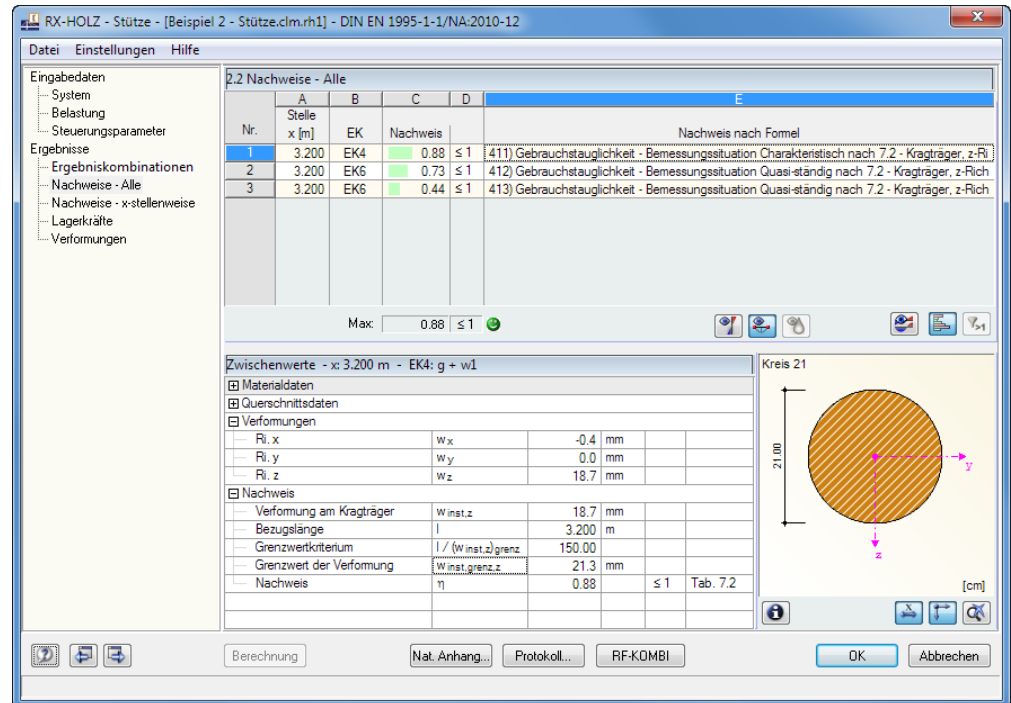 RX-HOLZ - Stütze - [Beispiel 2 - Stütze.clm.rh1] - DIN EN 1995-1-1/NA:2010-12
Datei Einstellungen Hilfe
Eingabedaten
System
Belastung
Steuerungsparameter
Ergebnisse
Ergebniskombinationen
Nachweise - Alle
Nachweise - x-stellenweise
Lagerkräfte
Verformungen
2.2 Nachweise - Alle
A B C D E
Stelle
Nr. x [m] EK Nachweis Nachweis nach Formel
1 3.200 EK4 0.88 ≤ 1 411) Gebrauchstauglichkeit - Bemessungssituation Charakteristisch nach 7.2 - Kragträger, z-Ri
2 3.200 EK6 0.73 ≤ 1 412) Gebrauchstauglichkeit - Bemessungssituation Quasi-ständig nach 7.2 - Kragträger, z-Rich
3 3.200 EK6 0.44 ≤ 1 413) Gebrauchstauglichkeit - Bemessungssituation Quasi-ständig nach 7.2 - Kragträger, z-Rich
Max: 0.88 ≤ 1
>1
Zwischenwerte - x: 3.200 m - EK4: g + w1
Materialdaten
Querschnittsdaten
Verformungen
Ri. x wx -0.4 mm
Ri. y wy 0.0 mm
Ri. z wz 18.7 mm
Nachweis
Verformung am Kragträger winst,z 18.7 mm
Bezugslänge l 3.200 m
Grenzwertkriterium l / (winst,z)grenz 150.00
Grenzwert der Verformung winst,grenz,z 21.3 mm
Nachweis η 0.88 ≤ 1 Tab. 7.2
Kreis 21
21.00
y
z
[cm]
x
Berechnung Nat. Anhang... Protokoll... RF-KOMBI OK Abbrechen